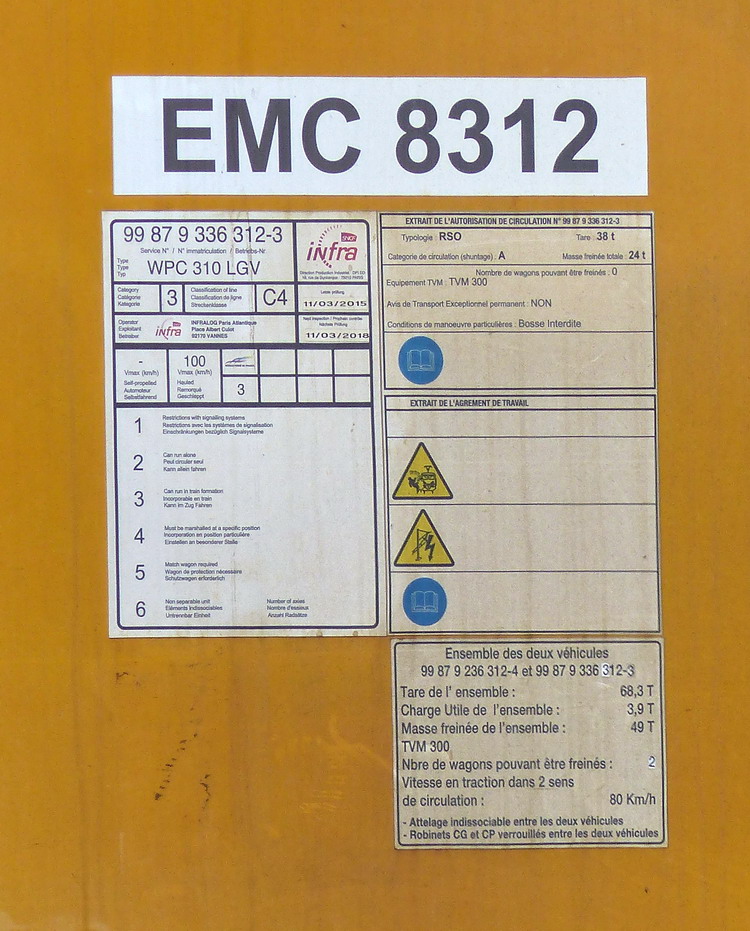 EMC 8312
99 87 9 336 312-3
Service N° / N° immatriculation / Betriebs-Nr
Type
Type
Typ
WPC 310 LGV
SNCF
infra
Category
Catégorie
Kategorie
3
Classification of line
Classification de ligne
Streckenklasse
C4
11/03/2015
Operator
Exploitant
Betreiber
infra
INFRALOG Paris Atlantique
Place Albert Culot
92170 VANNES
11/03/2018
-
Vmax (km/h)
Self-propelled
Automoteur
Selbstfahrend
100
Vmax (km/h)
Hauled
Remorqué
Geschleppt
3
1
Restrictions with signalling systems
Restrictions avec les systèmes de signalisation
Einschränkungen bezüglich Signalsysteme
2
Can run alone
Peut circuler seul
Kann allein fahren
3
Can run in train formation
Incorporable en train
Kann im Zug Fahren
4
Must be marshalled at a specific position
Incorporation en position particulière
Einstellen an besonderer Stelle
5
Match wagon required
Wagon de protection nécessaire
Schutzwagen erforderlich
6
Non separable unit
Eléments indissociables
Untrennbar Einheit
Number of axles
Nombre d'essieux
Anzahl Radsätze
EXTRAIT DE L'AUTORISATION DE CIRCULATION N° 99 87 9 336 312-3
Typologie : RSO Tare : 38 t
Catégorie de circulation (shuntage) : A Masse freinée totale : 24 t
Nombre de wagons pouvant être freinés : 0
Equipement TVM : TVM 300
Avis de Transport Exceptionnel permanent : NON
Conditions de manoeuvre particulières : Bosse Interdite
EXTRAIT DE L'AGREMENT DE TRAVAIL
Ensemble des deux véhicules
99 87 9 236 312-4 et 99 87 9 336 312-3
Tare de l' ensemble : 68,3 T
Charge Utile de l'ensemble : 3,9 T
Masse freinée de l'ensemble : 49 T
TVM 300
Nbre de wagons pouvant être freinés : 2
Vitesse en traction dans 2 sens
de circulation : 80 Km/h
- Attelage indissociable entre les deux véhicules
- Robinets CG et CP verrouillés entre les deux véhicules